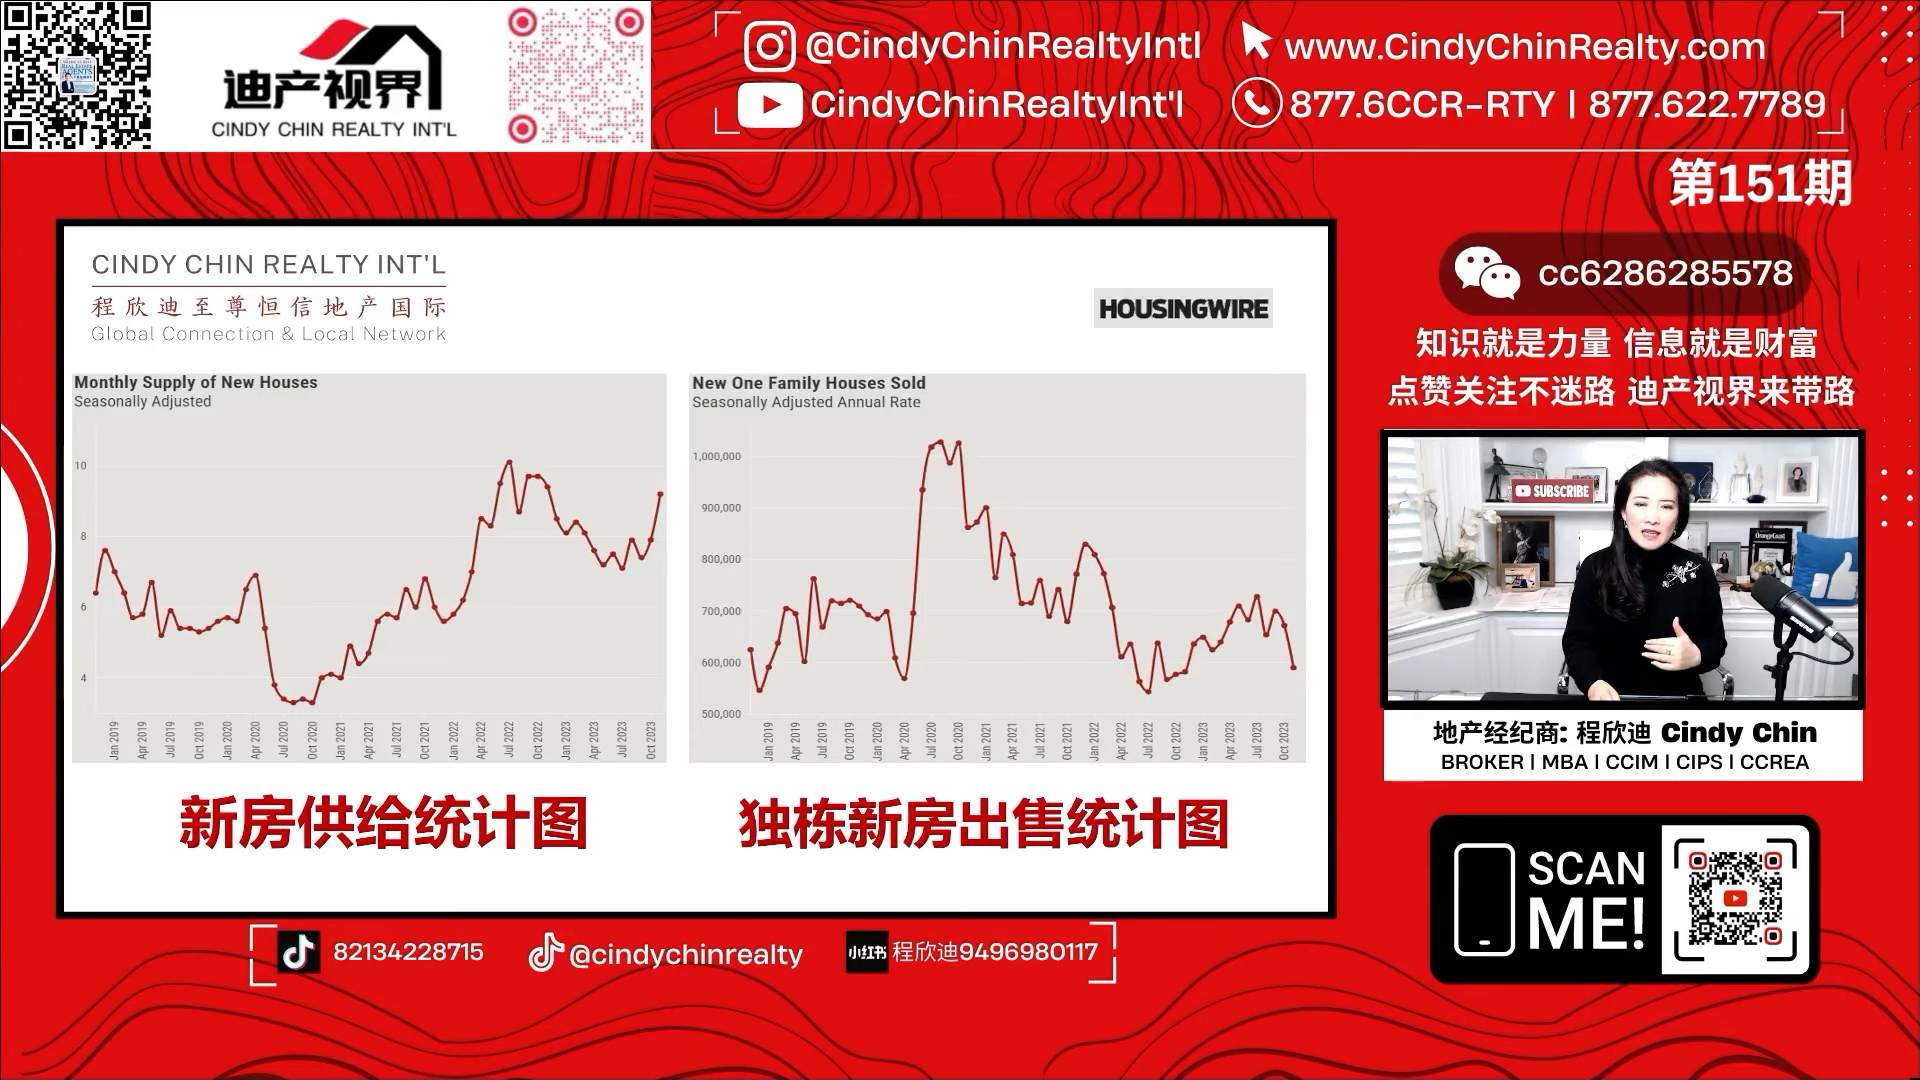 迪产视界
CINDY CHIN REALTY INT'L
@CindyChinRealtyIntl
www.CindyChinRealty.com
CindyChinRealtyInt'l
877.6CCR-RTY | 877.622.7789
第151期
CINDY CHIN REALTY INT'L
程欣迪至尊恒信地产国际
Global Connection & Local Network
HOUSINGWIRE
cc6286285578
知识就是力量 信息就是财富
点赞关注不迷路 迪产视界来带路
Monthly Supply of New Houses
Seasonally Adjusted
10
8
6
4
Jan 2019
Apr 2019
Jul 2019
Oct 2019
Jan 2020
Apr 2020
Jul 2020
Oct 2020
Jan 2021
Apr 2021
Jul 2021
Oct 2021
Jan 2022
Apr 2022
Jul 2022
Oct 2022
Jan 2023
Apr 2023
Jul 2023
Oct 2023
New One Family Houses Sold
Seasonally Adjusted Annual Rate
1,000,000
900,000
800,000
700,000
600,000
500,000
Jan 2019
Apr 2019
Jul 2019
Oct 2019
Jan 2020
Apr 2020
Jul 2020
Oct 2020
Jan 2021
Apr 2021
Jul 2021
Oct 2021
Jan 2022
Apr 2022
Jul 2022
Oct 2022
Jan 2023
Apr 2023
Jul 2023
Oct 2023
新房供给统计图
独栋新房出售统计图
SUBSCRIBE
地产经纪商: 程欣迪 Cindy Chin
BROKER | MBA | CCIM | CIPS | CCREA
SCAN
ME!
82134228715
@cindychinrealty
小红书
程欣迪9496980117